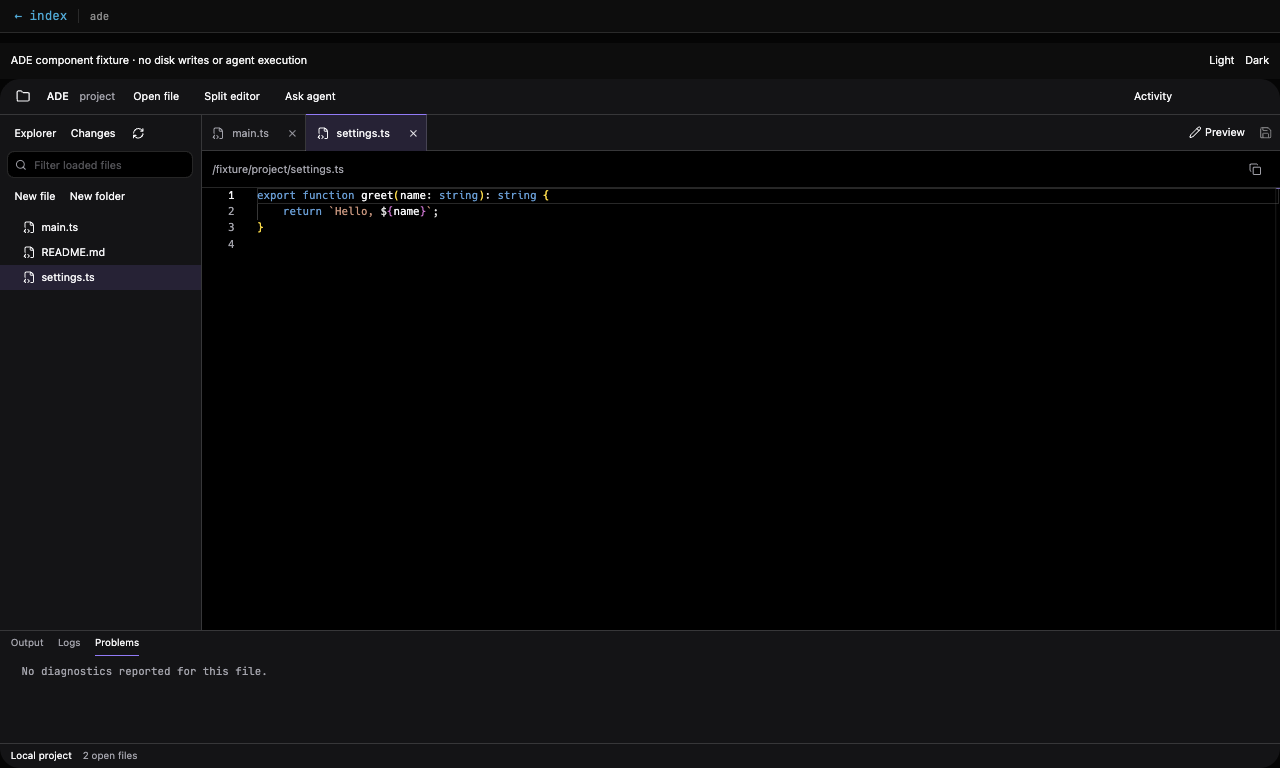 ← index ade
ADE component fixture · no disk writes or agent execution Light Dark
ADE project Open file Split editor Ask agent Activity
Explorer Changes
main.ts settings.ts Preview
Filter loaded files
/fixture/project/settings.ts
New file New folder
main.ts
README.md
settings.ts
1 export function greet(name: string): string {
2 return `Hello, ${name}`;
3 }
4
Output Logs Problems
No diagnostics reported for this file.
Local project 2 open files